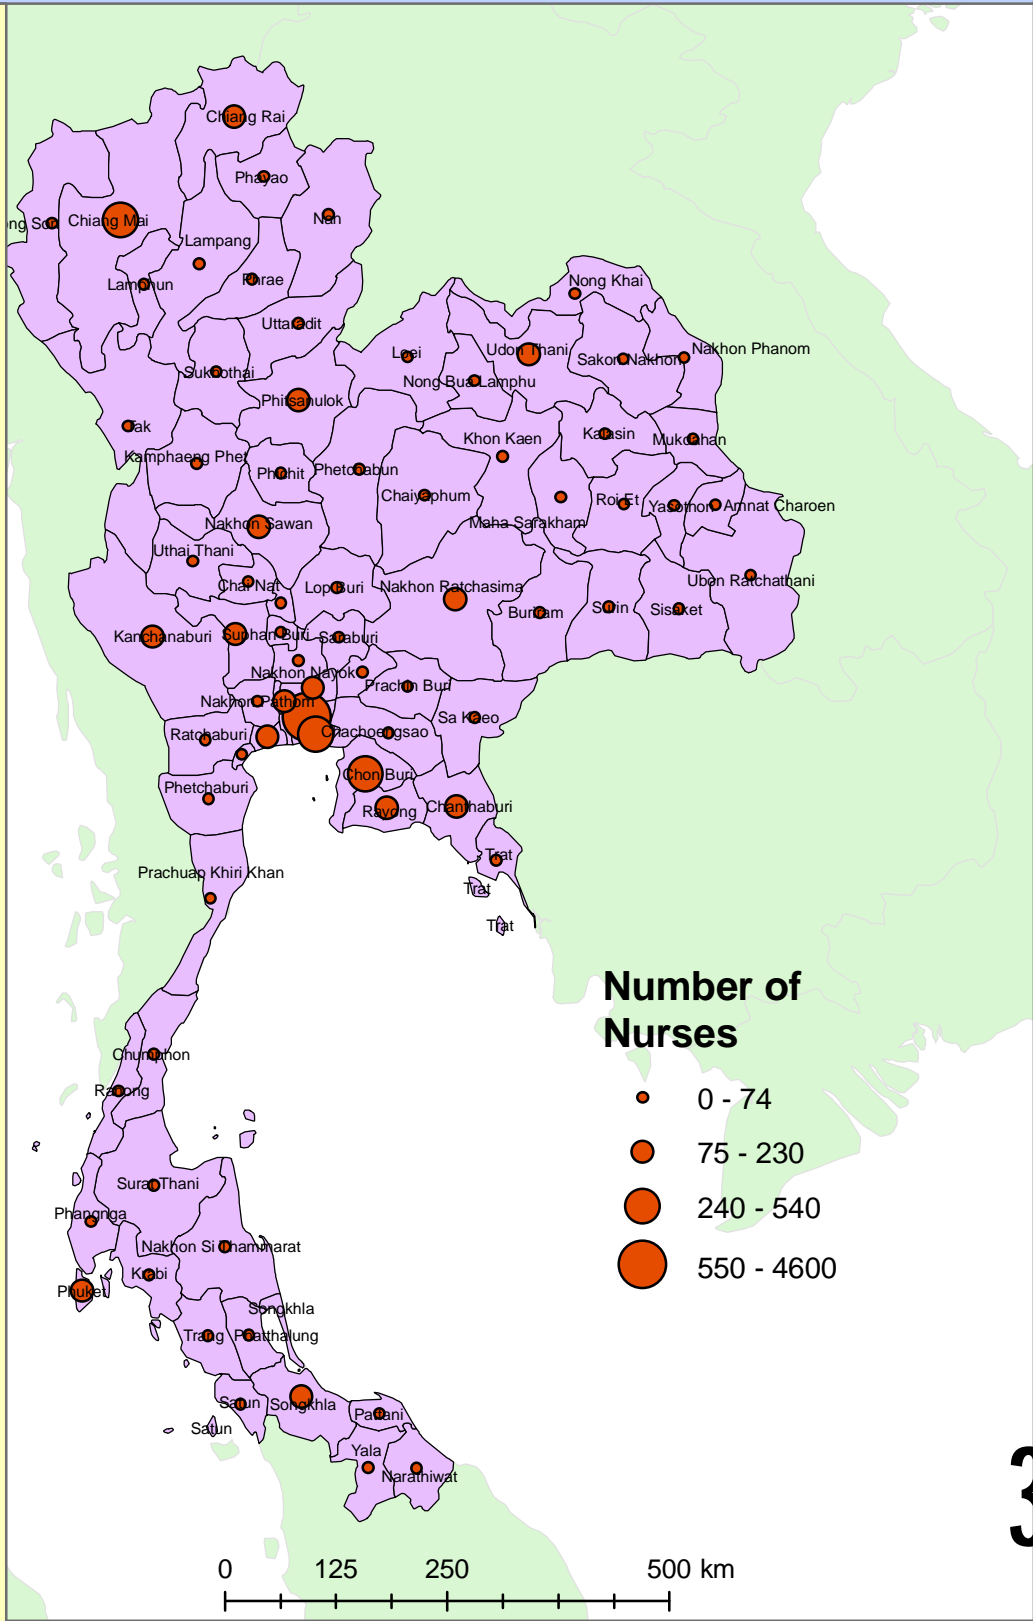 Chiang Rai
Phayao
Nan
ng Son
Chiang Mai
Lampang
Lamphun
Phrae
Nong Khai
Uttaradit
Loei
Udon Thani
Sakon Nakhon
Nakhon Phanom
Sukhothai
Nong Bua Lamphu
Phitsanulok
Tak
Khon Kaen
Kalasin
Mukdahan
Kamphaeng Phet
Phichit
Phetchabun
Chaiyaphum
Roi Et
Yasothon
Amnat Charoen
Nakhon Sawan
Maha Sarakham
Uthai Thani
Chai Nat
Lop Buri
Nakhon Ratchasima
Ubon Ratchathani
Buriram
Surin
Sisaket
Kanchanaburi
Suphan Buri
Saraburi
Nakhon Nayok
Prachin Buri
Nakhon Pathom
Sa Kaeo
Ratchaburi
Chachoengsao
Chon Buri
Phetchaburi
Rayong
Chanthaburi
Trat
Prachuap Khiri Khan
Trat
Trat
Number of
Nurses
0 - 74
75 - 230
240 - 540
550 - 4600
Chumphon
Ranong
Surat Thani
Phangnga
Nakhon Si Thammarat
Krabi
Phuket
Songkhla
Trang
Phatthalung
Satun
Songkhla
Pattani
Satun
Yala
Narathiwat
3
0 125 250 500 km